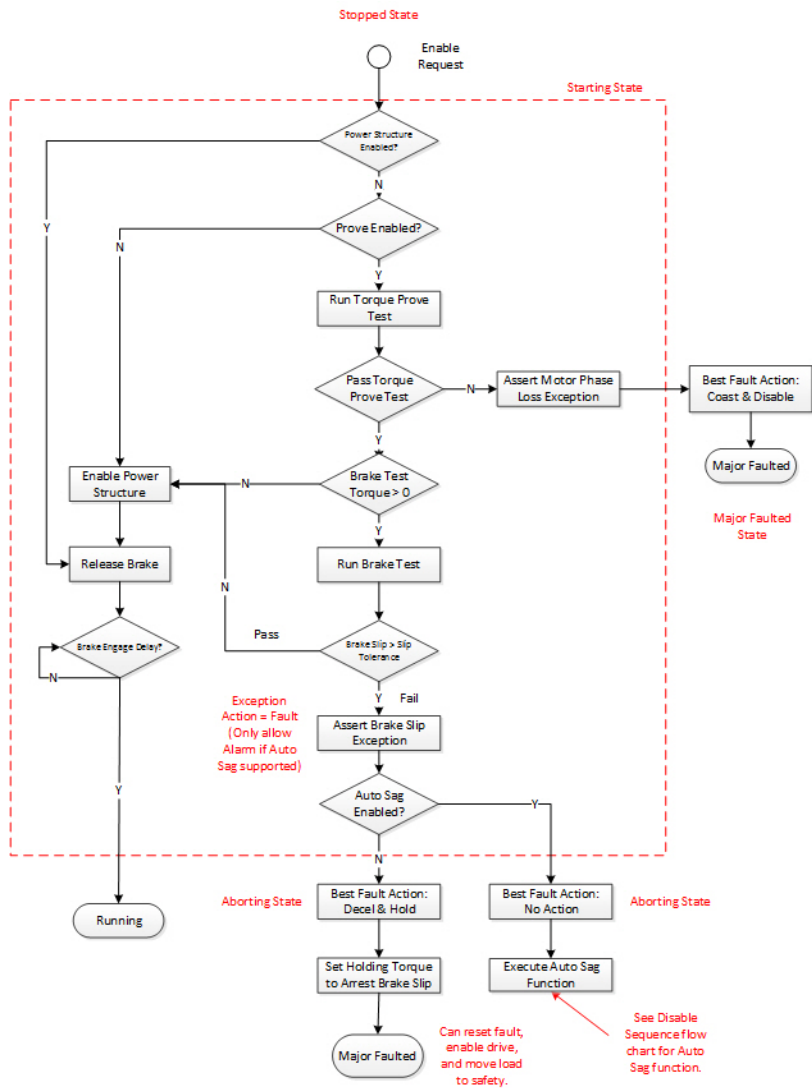 Stopped State
Enable
Request
Starting State
Power Structure
Enabled?
Y
N
Prove Enabled?
N
Y
Run Torque Prove
Test
Pass Torque
Prove Test
N
Assert Motor Phase
Loss Exception
Best Fault Action:
Coast & Disable
Y
Major Faulted
Major Faulted
State
Enable Power
Structure
N
Brake Test
Torque > 0
Y
Release Brake
Run Brake Test
N
Brake Engage Delay?
N
Pass
Brake Slip > Slip
Tolerance
Y
Fail
Exception
Action = Fault
(Only allow
Alarm if Auto
Sag supported)
Assert Brake Slip
Exception
Auto Sag
Enabled?
Y
Y
N
Running
Aborting State
Best Fault Action:
Decel & Hold
Best Fault Action:
No Action
Aborting State
Set Holding Torque
to Arrest Brake Slip
Execute Auto Sag
Function
Major Faulted
Can reset fault,
enable drive,
and move load
to safety.
See Disable
Sequence flow
chart for Auto
Sag function.